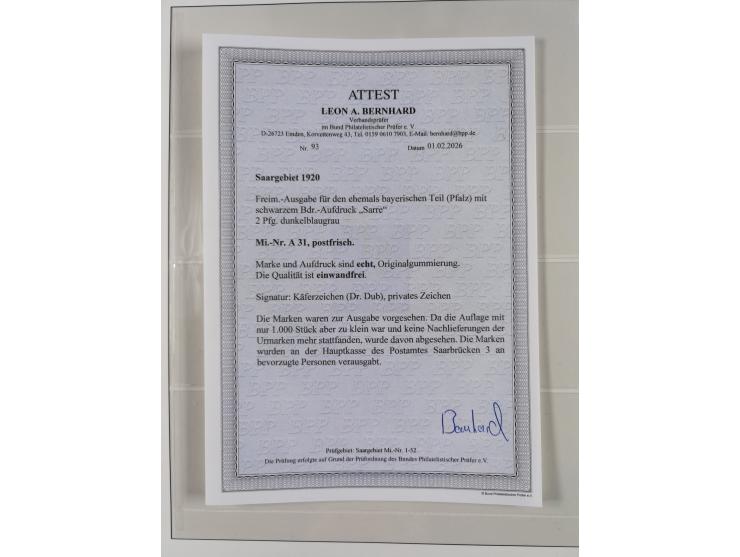 ATTEST
LEON A. BERNHARD
Verbandsprüfer
im Bund Philatelistischer Prüfer e. V.
D-26723 Emden, Korvettenweg 43, Tel. 0159 0610 7903, E-Mail: bernhard@bpp.de
Nr. 93 Datum 01.02.2026
Saargebiet 1920
Freim.-Ausgabe für den ehemals bayerischen Teil (Pfalz) mit
schwarzem Bdr.-Aufdruck „Sarre“
2 Pfg. dunkelblaugrau
Mi.-Nr. A 31, postfrisch.
Marke und Aufdruck sind echt, Originalgummierung.
Die Qualität ist einwandfrei.
Signatur: Käferzeichen (Dr. Dub), privates Zeichen
Die Marken waren zur Ausgabe vorgesehen. Da die Auflage mit
nur 1.000 Stück aber zu klein war und keine Nachlieferungen der
Urmarken mehr stattfanden, wurde davon abgesehen. Die Marken
wurden an der Hauptkasse des Postamtes Saarbrücken 3 an
bevorzugte Personen verausgabt.
Bernhard
Prüfgebiet: Saargebiet Mi.-Nr. 1-52
Die Prüfung erfolgte auf Grund der Prüfordnung des Bundes Philatelistischer Prüfer e.V.
© Bund Philatelistischer Prüfer e.V.